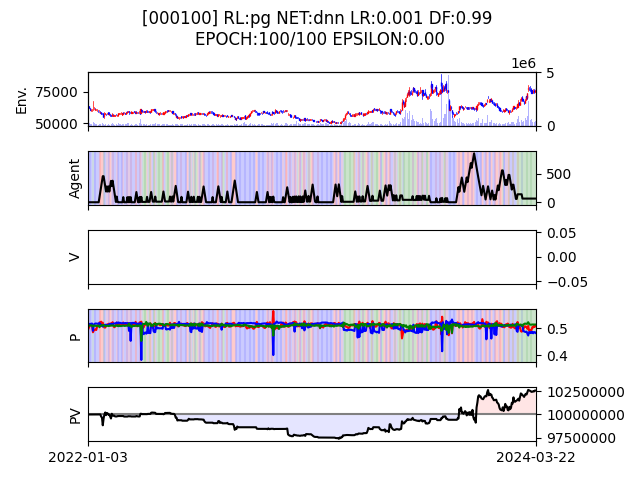 [000100] RL:pg NET:dnn LR:0.001 DF:0.99
EPOCH:100/100 EPSILON:0.00
1e6
Env.
75000
50000
5
0
Agent
500
0
V
0.05
0.00
−0.05
P
0.5
0.4
PV
102500000
100000000
97500000
2022-01-03
2024-03-22